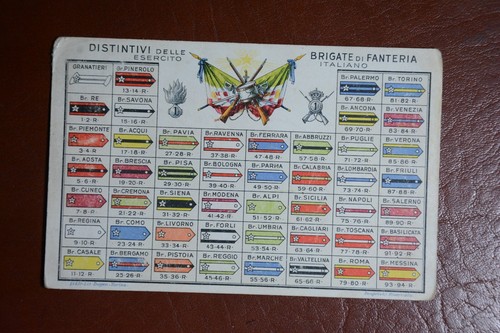 DISTINTIVI DELLE BRIGATE DI FANTERIA
ESERCITO ITALIANO
GRANATIERI Br. PINEROLO Br. PALERMO Br. TORINO
13-14-R 67-68-R 81-82-R
Br. RE Br. SAVONA Br. ANCONA Br. VENEZIA
1-2-R 15-16-R 69-70-R 83-84-R
Br. PIEMONTE Br. ACQUI Br. PAVIA Br. RAVENNA Br. FERRARA Br. ABRUZZI Br. PUGLIE Br. VERONA
3-4-R 17-18-R 27-28-R 37-38-R 47-48-R 57-58-R 71-72-R 85-86-R
Br. AOSTA Br. BRESCIA Br. PISA Br. BOLOGNA Br. PARMA Br. CALABRIA Br. LOMBARDIA Br. FRIULI
5-6-R 19-20-R 29-30-R 39-40-R 49-50-R 59-60-R 73-74-R 87-88-R
Br. CUNEO Br. CREMONA Br. SIENA Br. MODENA Br. ALPI Br. SICILIA Br. NAPOLI Br. SALERNO
7-8-R 21-22-R 31-32-R 41-42-R 51-52-R 61-62-R 75-76-R 89-90-R
Br. REGINA Br. COMO Br. LIVORNO Br. FORLI Br. UMBRIA Br. CAGLIARI Br. TOSCANA Br. BASILICATA
9-10-R 23-24-R 33-34-R 43-44-R 53-54-R 63-64-R 77-78-R 91-92-R
Br. CASALE Br. BERGAMO Br. PISTOIA Br. REGGIO Br. MARCHE Br. VALTELLINA Br. ROMA Br. MESSINA
11-12-R 25-26-R 35-36-R 45-46-R 55-56-R 65-66-R 79-80-R 93-94-R